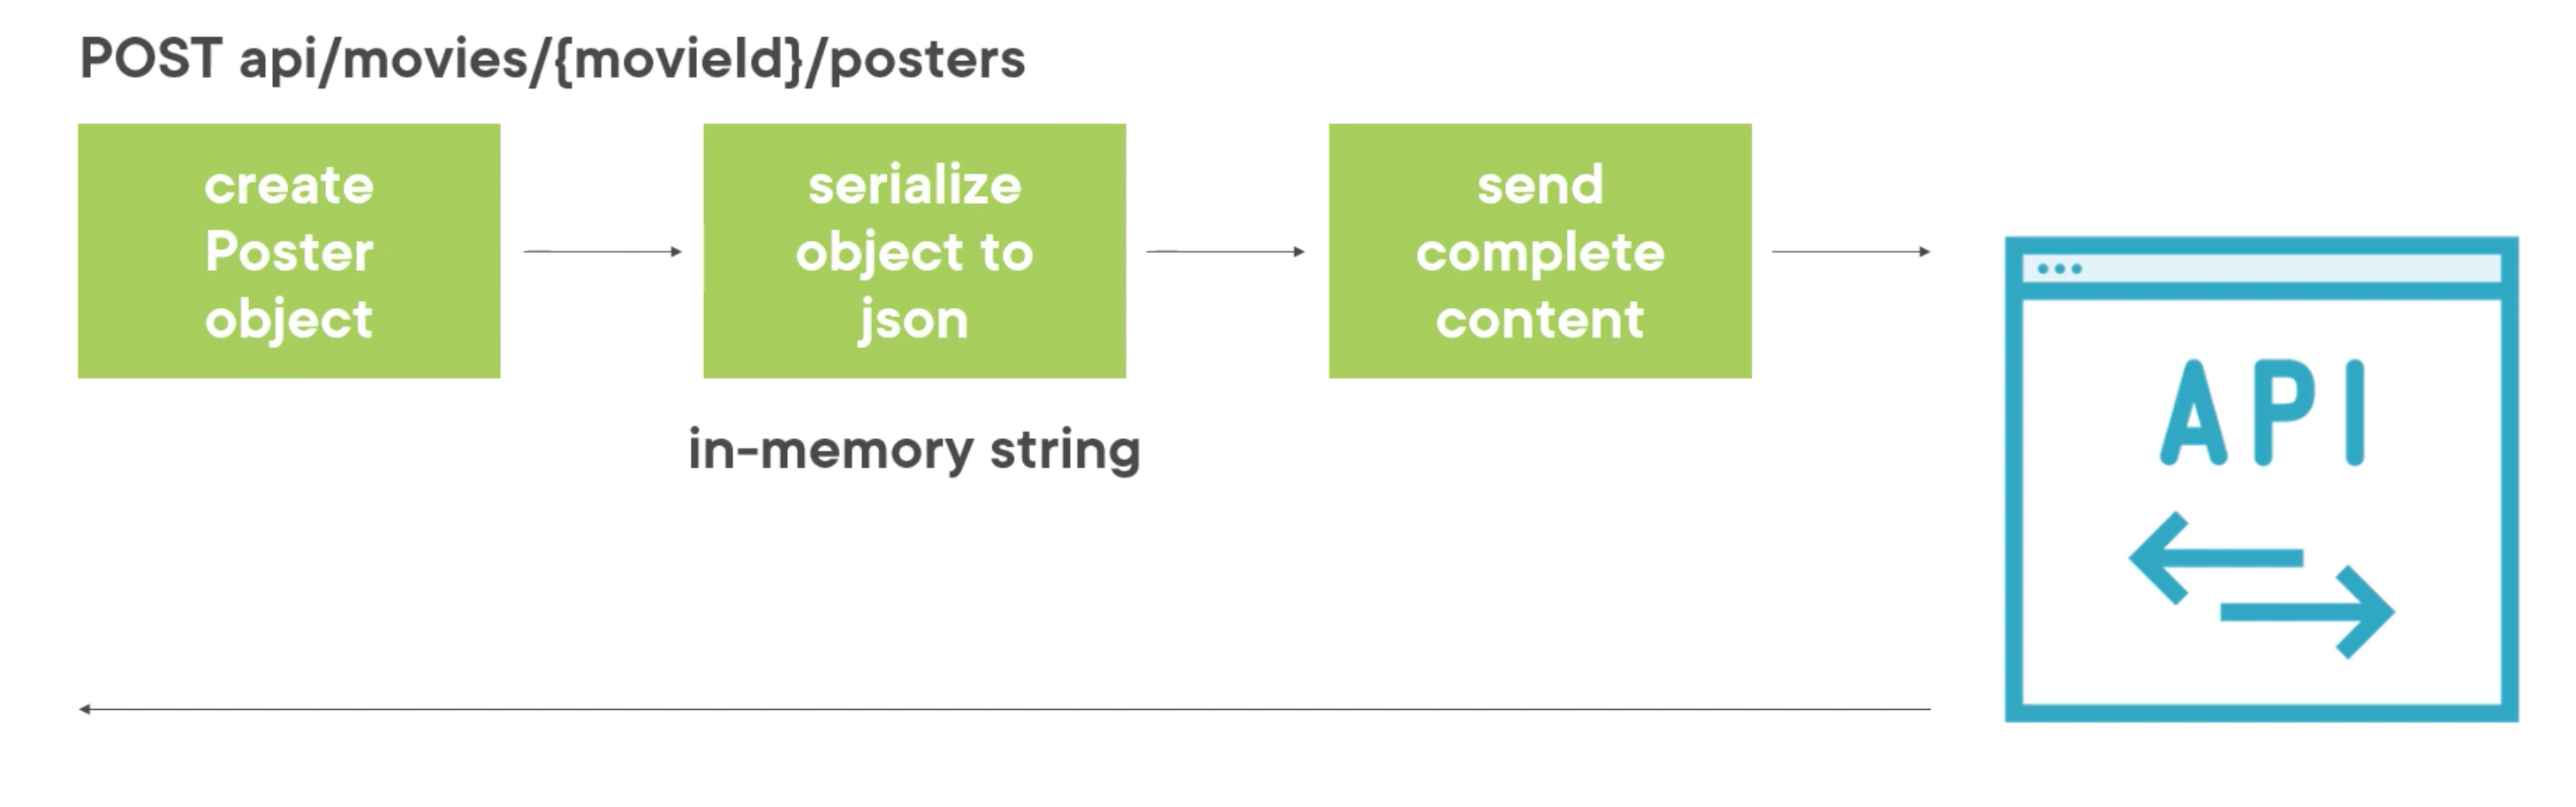 POST api/movies/{movieId}/posters
create
Poster
object
serialize
object to
json
send
complete
content
in-memory string
API